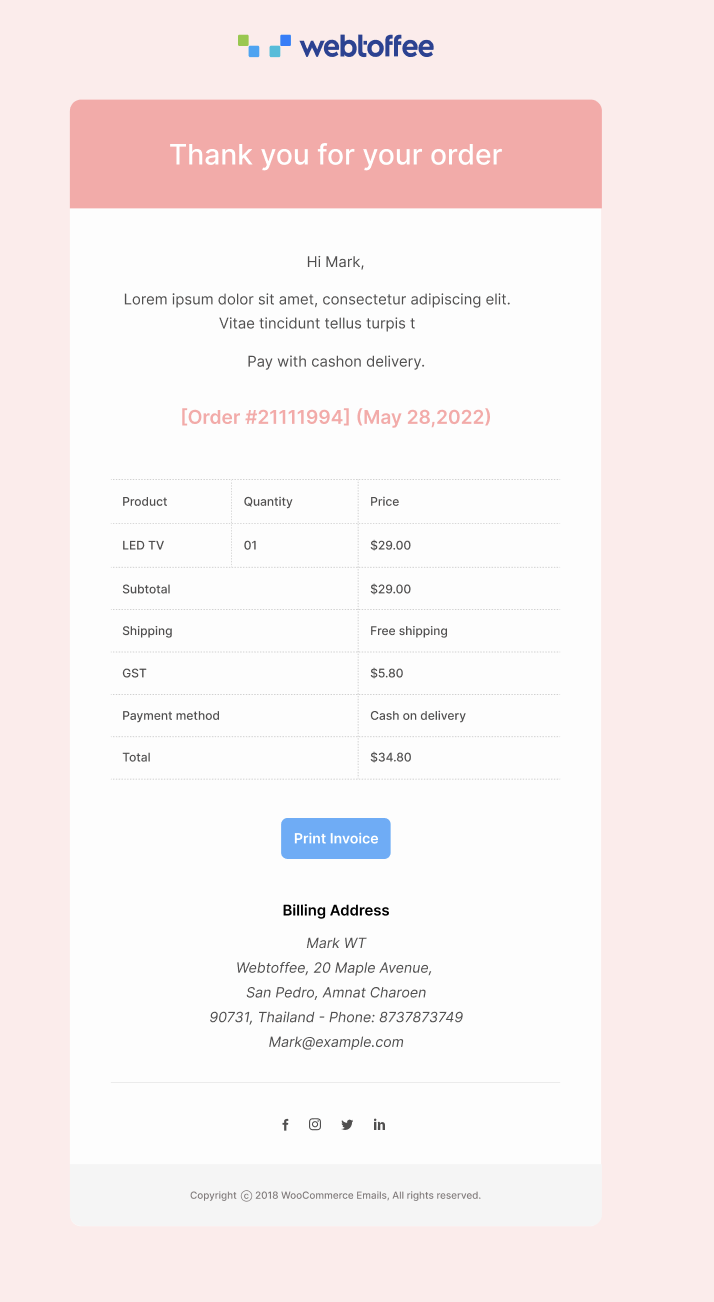 webtoffee
Thank you for your order
Hi Mark,
Lorem ipsum dolor sit amet, consectetur adipiscing elit.
Vitae tincidunt tellus turpis t
Pay with cashon delivery.
[Order #21111994] (May 28,2022)
Product Quantity Price
LED TV 01 $29.00
Subtotal $29.00
Shipping Free shipping
GST $5.80
Payment method Cash on delivery
Total $34.80
Print Invoice
Billing Address
Mark WT
Webtoffee, 20 Maple Avenue,
San Pedro, Amnat Charoen
90731, Thailand - Phone: 8737873749
Mark@example.com
Copyright © 2018 WooCommerce Emails, All rights reserved.